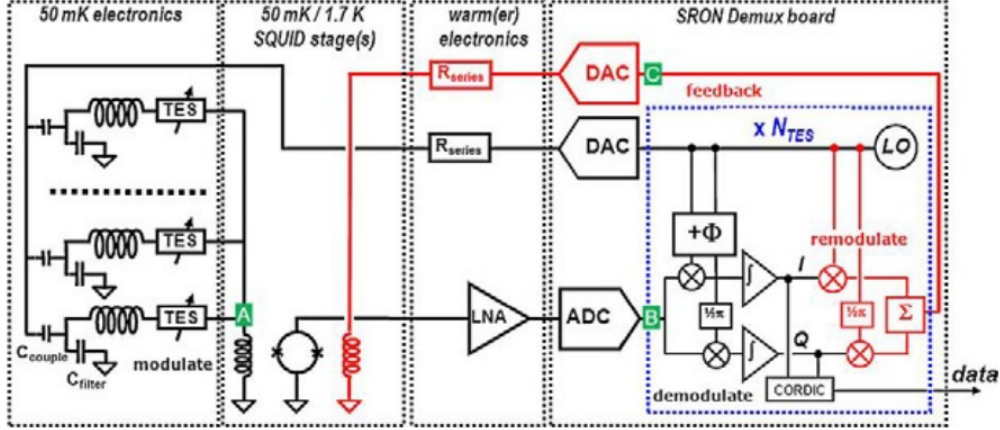 50 mK electronics
50 mK / 1.7 K
SQUID stage(s)
warm(er)
electronics
SRON Demux board
TES
TES
TES
C_couple
C_filter
modulate
A
R_series
R_series
LNA
DAC
C
feedback
DAC
ADC
B
x N_TES
LO
+Φ
remodulate
∫
I
½π
½π
Σ
∫
Q
demodulate
CORDIC
data